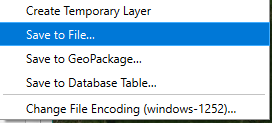 Create Temporary Layer
Save to File...
Save to GeoPackage...
Save to Database Table...
Change File Encoding (windows-1252)...